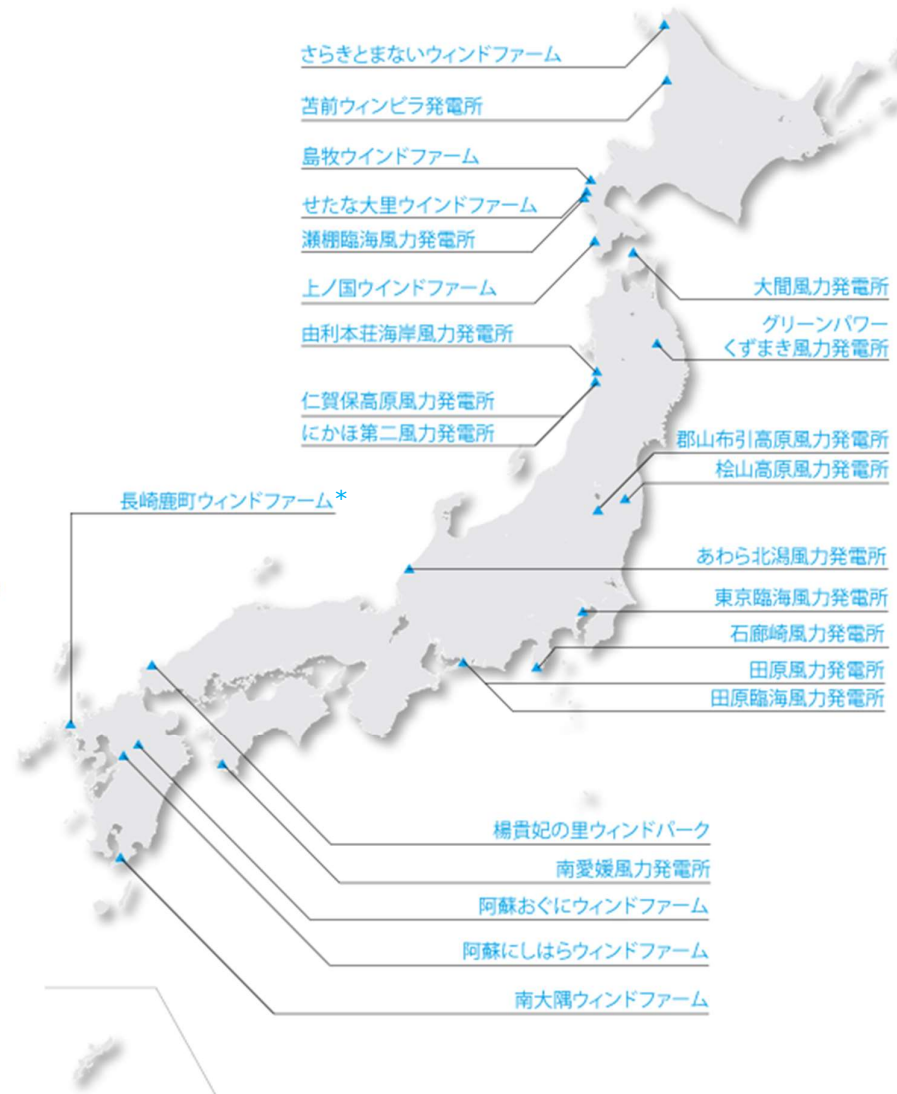 さらきとまないウィンドファーム
苫前ウィンビラ発電所
島牧ウインドファーム
せたな大里ウインドファーム
瀬棚臨海風力発電所
上ノ国ウインドファーム
由利本荘海岸風力発電所
仁賀保高原風力発電所
にかほ第二風力発電所
長崎鹿町ウィンドファーム*
大間風力発電所
グリーンパワー
くずまき風力発電所
郡山布引高原風力発電所
桧山高原風力発電所
あわら北潟風力発電所
東京臨海風力発電所
石廊崎風力発電所
田原風力発電所
田原臨海風力発電所
楊貴妃の里ウィンドパーク
南愛媛風力発電所
阿蘇おぐにウィンドファーム
阿蘇にしはらウィンドファーム
南大隅ウィンドファーム